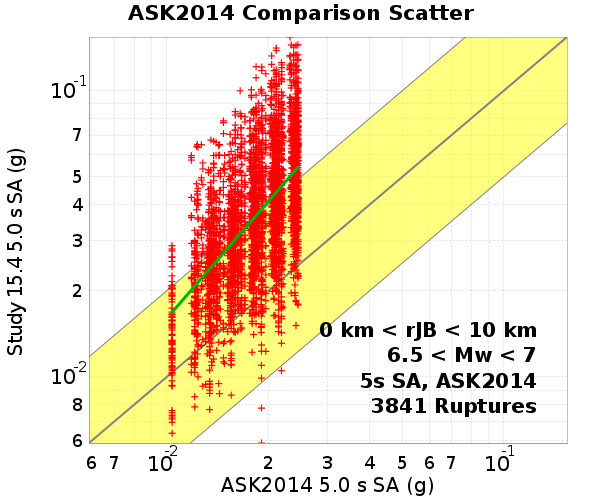 ASK2014 Comparison Scatter
Study 15.4 5.0 s SA (g)
10-1
7
5
4
3
2
10-2
8
6
0 km < rJB < 10 km
6.5 < Mw < 7
5s SA, ASK2014
3841 Ruptures
6 7 10-2 2 3 4 5 6 7 10-1
ASK2014 5.0 s SA (g)